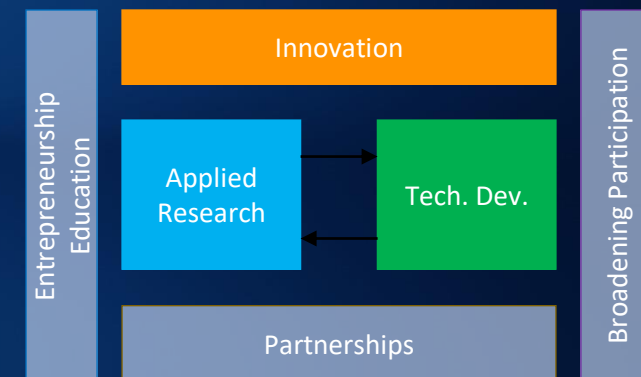 Innovation
Entrepreneurship
Education
Applied
Research
Tech. Dev.
Broadening Participation
Partnerships